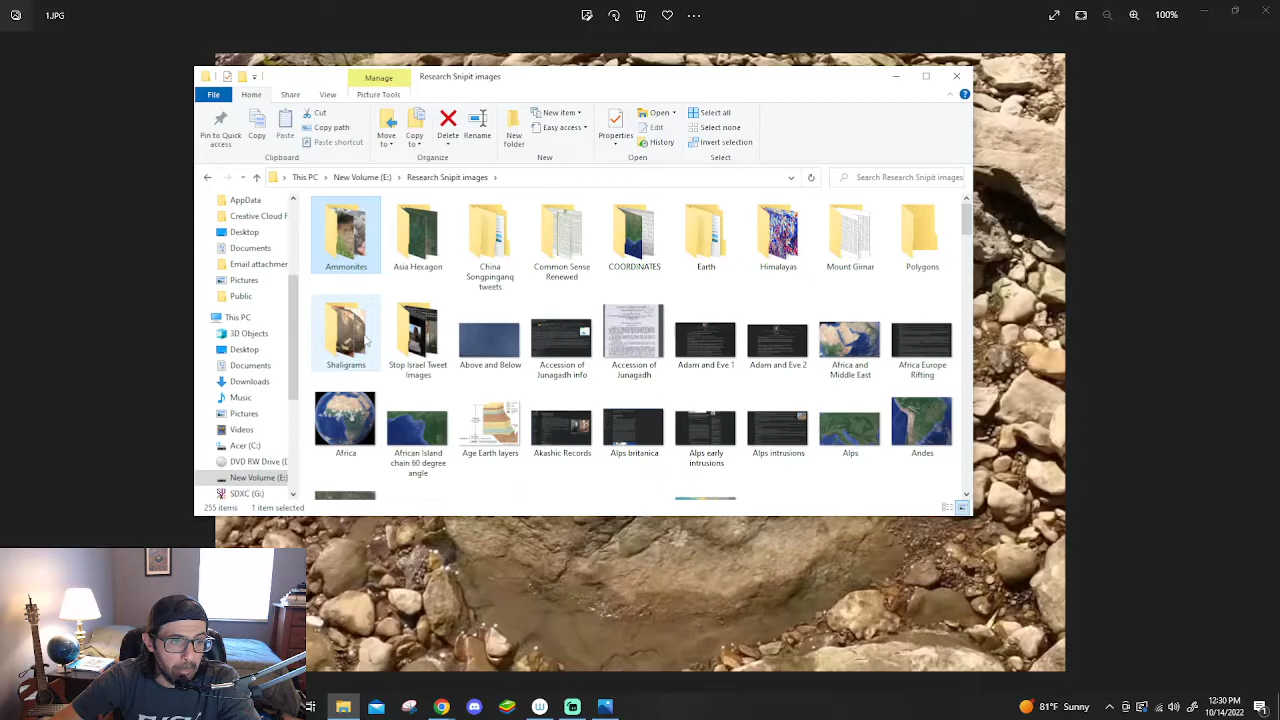 1.JPG
100%
Manage
Research Snipit images
File
Home
Share
View
Picture Tools
Pin to Quick access
Copy
Paste
Cut
Copy path
Paste shortcut
Move to
Copy to
Delete
Rename
New folder
New item
Easy access
Properties
Open
Edit
History
Select all
Select none
Invert selection
Clipboard
Organize
New
Open
Select
This PC
New Volume (E:)
Research Snipit images
Search Research Snipit images
AppData
Creative Cloud F
Desktop
Documents
Email attachmer
Pictures
Public
This PC
3D Objects
Desktop
Documents
Downloads
Music
Pictures
Videos
Acer (C:)
DVD RW Drive (D
New Volume (E:)
SDXC (G:)
Ammonites
Asia Hexagon
China Songpingang tweets
Common Sense Renewed
COORDINATES
Earth
Himalayas
Mount Girnar
Polygons
Shaligrams
Stop Israel Tweet Images
Above and Below
Accession of Junagadh info
Accession of Junagadh
Adam and Eve 1
Adam and Eve 2
Africa and Middle East
Africa Europe Rifting
Africa
African Island chain 60 degree angle
Age Earth layers
Akashic Records
Alps britanica
Alps early intrusions
Alps intrusions
Alps
Andes
255 items
1 item selected
81°F Sunny
12:30 PM
10/14/2022